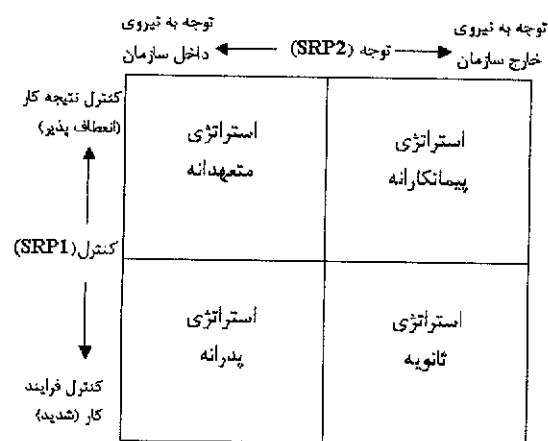 توجه به نیروی
خارج سازمان
توجه (SRP2)
توجه به نیروی
داخل سازمان
کنترل نتیجه کار
(انعطاف پذیر)
کنترل (SRP1)
کنترل فرایند
کار (شدید)
استراتژی
پیمانکارانه
استراتژی
متعهدانه
استراتژی
ثانویه
استراتژی
پدرانه